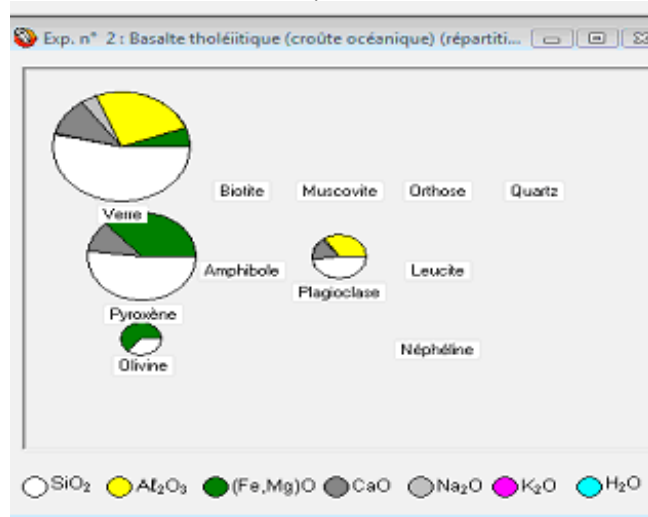 Exp. n° 2 : Basalte tholéiitique (croûte océanique) (répartiti...
Biotite Muscovite Orthose Quartz
Verre
Amphibole Leucite
Plagioclase
Pyroxène
Néphéline
Olivine
SiO₂ Aℓ₂O₃ (Fe,Mg)O CaO Na₂O K₂O H₂O